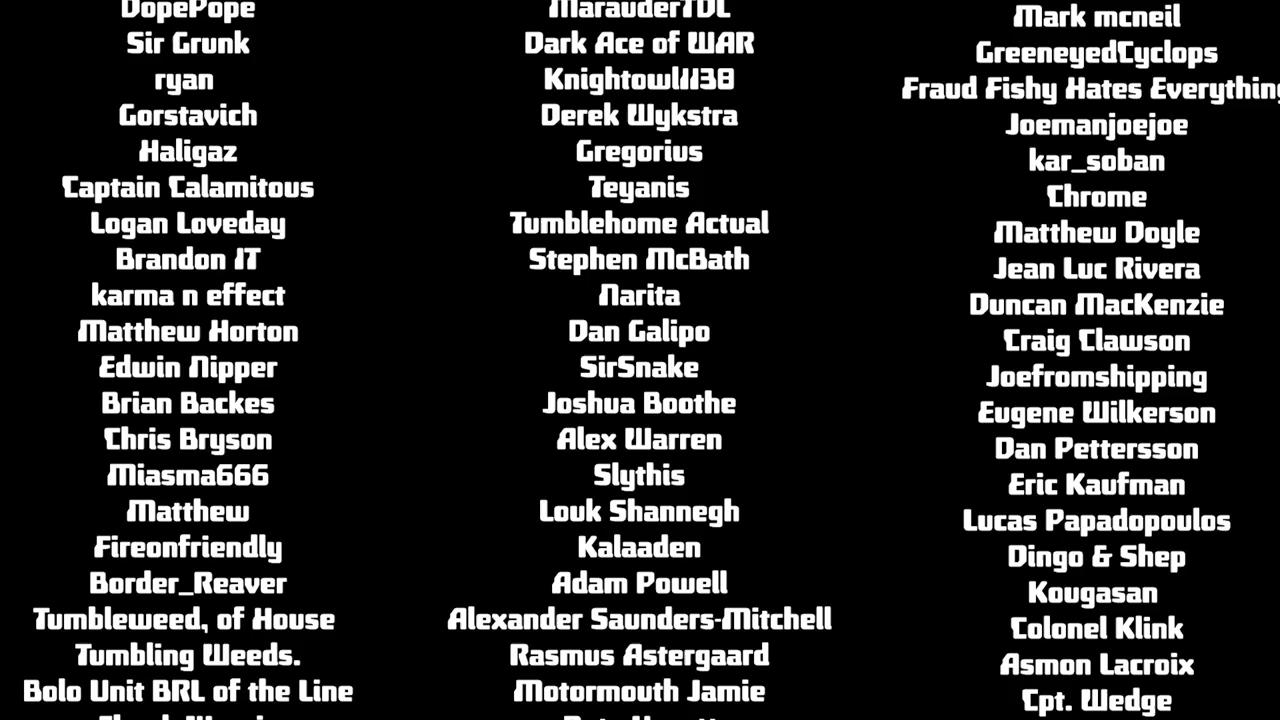 DopePope
Sir Grunk
ryan
Gorstavich
Haligaz
Captain Calamitous
Logan Loveday
Brandon JT
karma n effect
Matthew Horton
Edwin Nipper
Brian Backes
Chris Bryson
Miasma666
Matthew
Fireonfriendly
Border_Reaver
Tumbleweed, of House
Tumbling Weeds.
Bolo Unit BRL of the Line
MarauderTDL
Dark Ace of WAR
Knightowl1138
Derek Wykstra
Gregorius
Teyanis
Tumblehome Actual
Stephen McBath
Narita
Dan Galipo
SirSnake
Joshua Boothe
Alex Warren
Slythis
Louk Shannegh
Kalaaden
Adam Powell
Alexander Saunders-Mitchell
Rasmus Astergaard
Motormouth Jamie
Mark mcneil
GreeneyedCyclops
Fraud Fishy Hates Everything
Joemanjoejoe
kar_soban
Chrome
Matthew Doyle
Jean Luc Rivera
Duncan MacKenzie
Craig Clawson
Joefromshipping
Eugene Wilkerson
Dan Pettersson
Eric Kaufman
Lucas Papadopoulos
Dingo & Shep
Kougasan
Colonel Klink
Asmon Lacroix
Cpt. Wedge